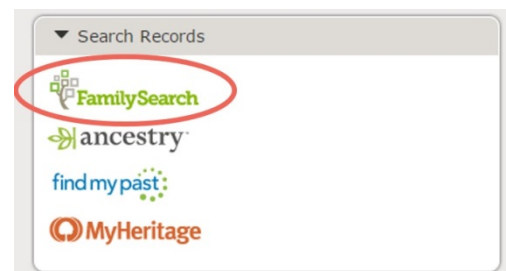 Search Records
FamilySearch
ancestry
findmypast
MyHeritage